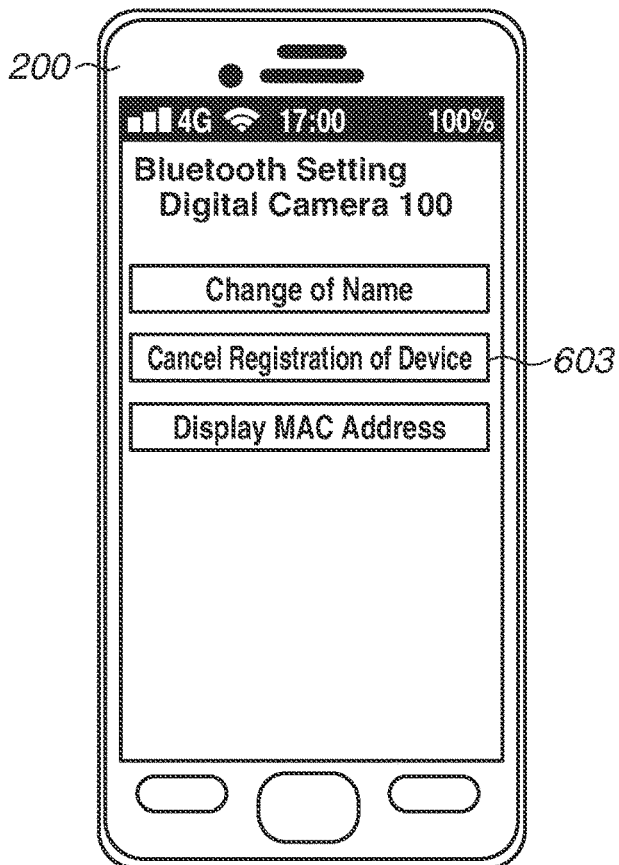 200
4G 17:00 100%
Bluetooth Setting
Digital Camera 100
Change of Name
Cancel Registration of Device
603
Display MAC Address